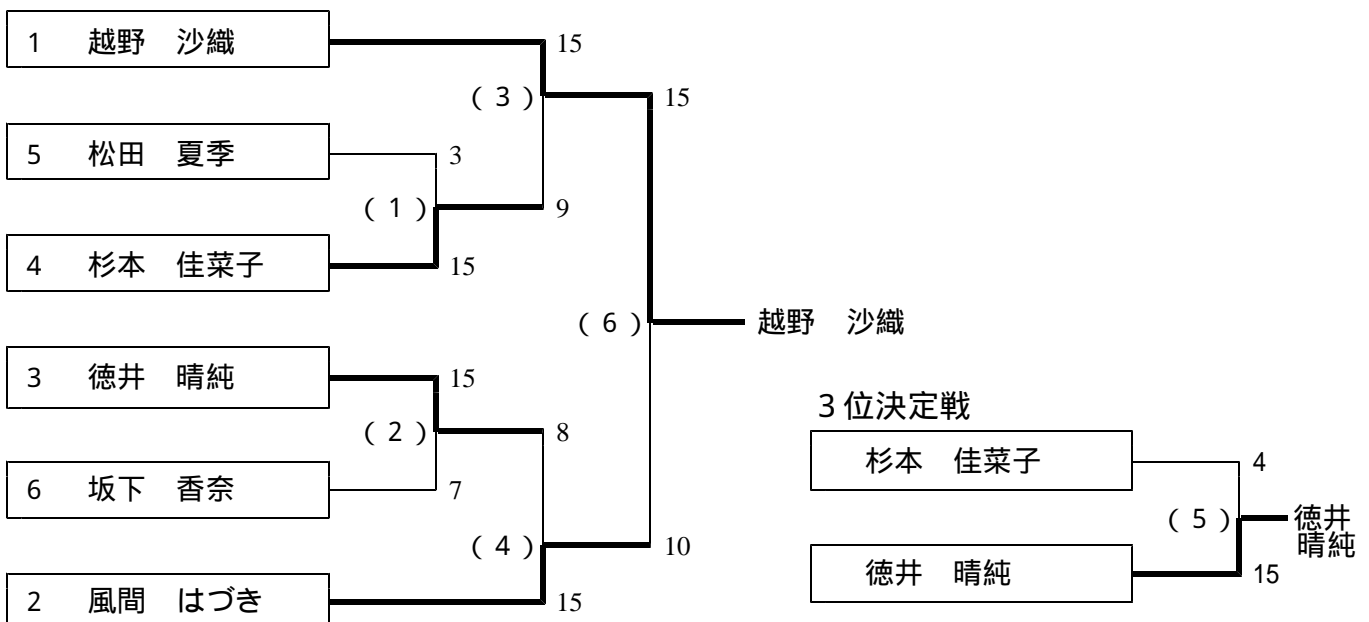 1 越野 沙織
15
(3)
15
5 松田 夏季
3
(1)
9
4 杉本 佳菜子
15
(6)
越野 沙織
3 徳井 晴純
15
(2)
8
6 坂下 香奈
7
(4)
10
2 風間 はづき
15
3位決定戦
杉本 佳菜子
4
(5)
徳井
晴純
徳井 晴純
15